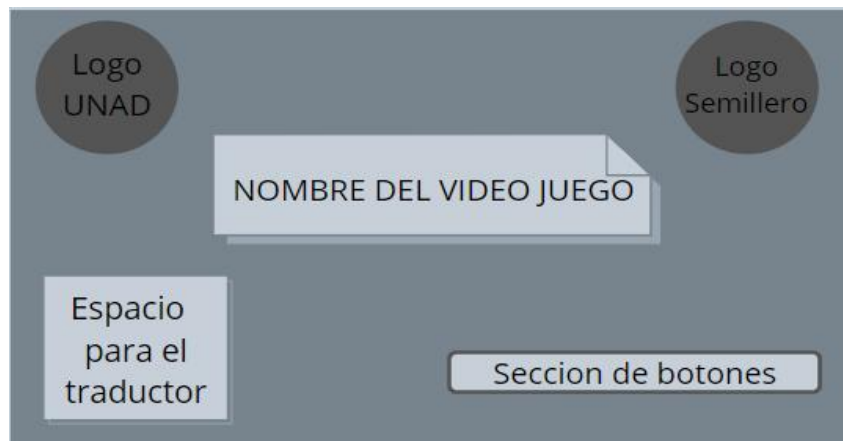 Logo
UNAD
Logo
Semillero
NOMBRE DEL VIDEO JUEGO
Espacio
para el
traductor
Seccion de botones